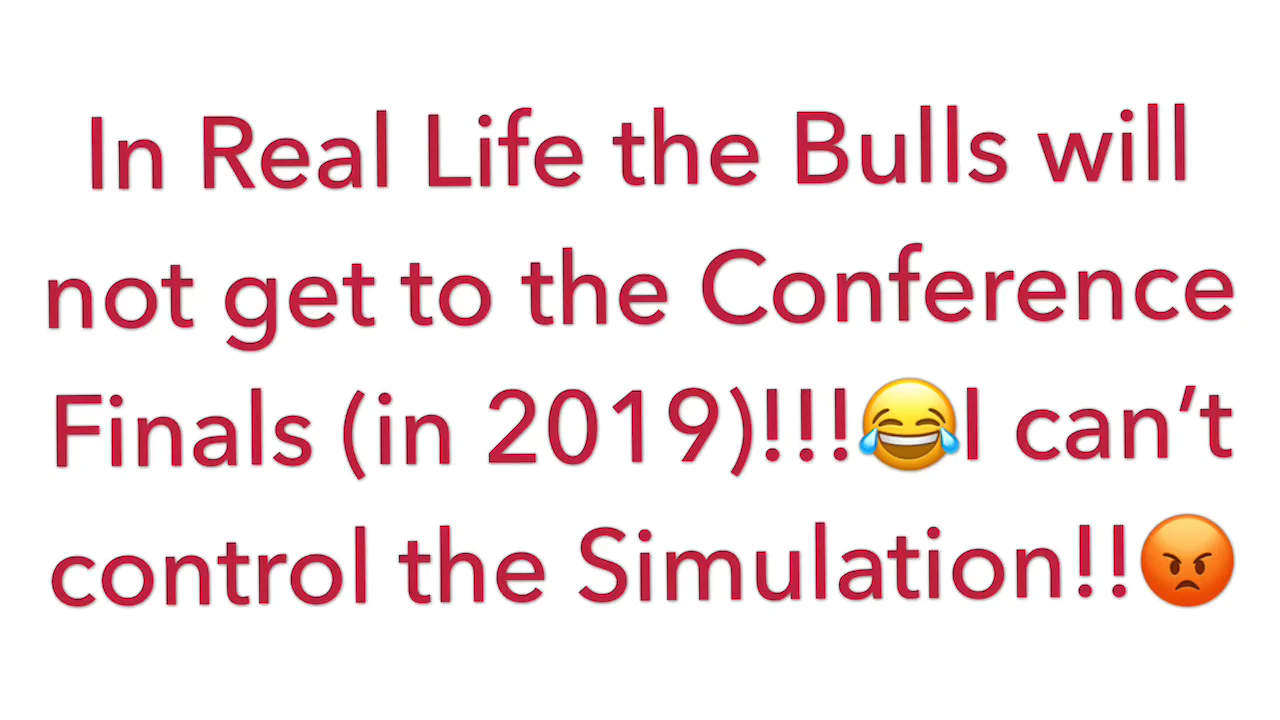 In Real Life the Bulls will
not get to the Conference
Finals (in 2019)!!!😂I can’t
control the Simulation!!😡